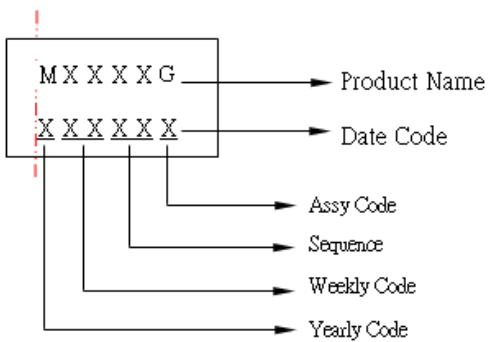 MXXXXG Product Name
XXXXXX Date Code
Assy Code
Sequence
Weekly Code
Yearly Code